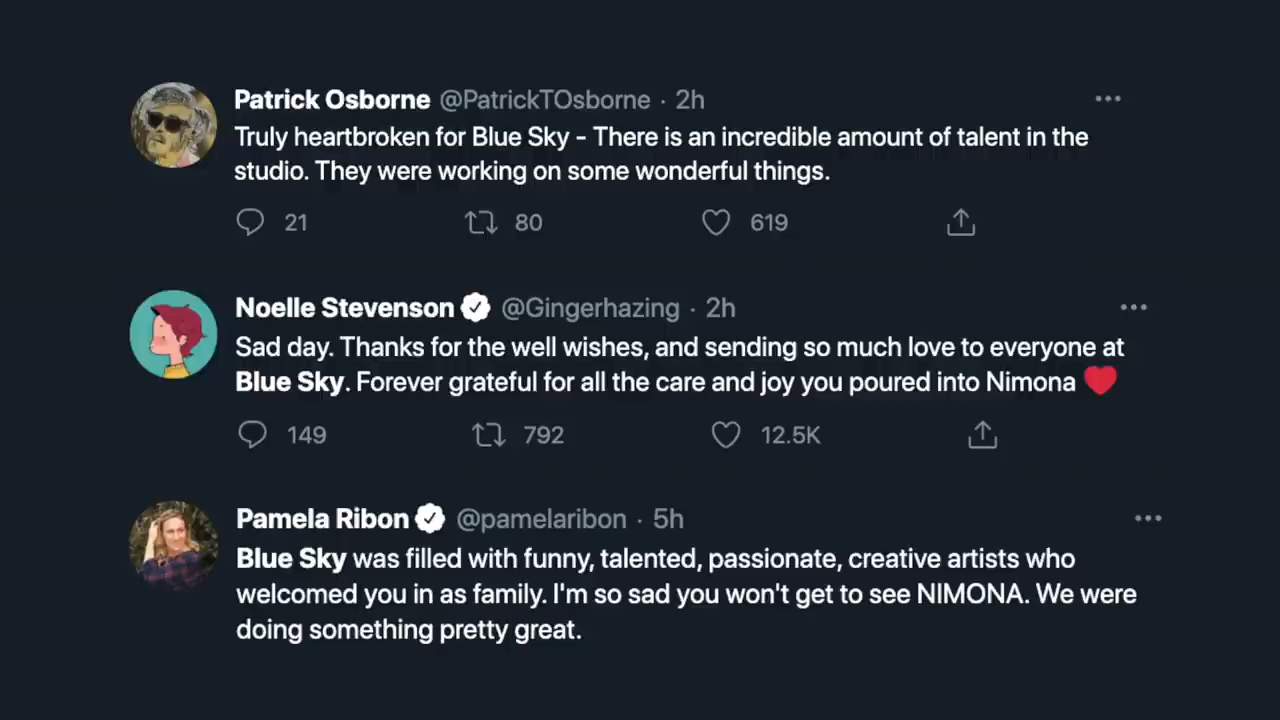 Patrick Osborne @PatrickTOsborne · 2h
Truly heartbroken for Blue Sky - There is an incredible amount of talent in the
studio. They were working on some wonderful things.
21 80 619
Noelle Stevenson @Gingerhazing · 2h
Sad day. Thanks for the well wishes, and sending so much love to everyone at
Blue Sky. Forever grateful for all the care and joy you poured into Nimona ❤️
149 792 12.5K
Pamela Ribon @pamelaribon · 5h
Blue Sky was filled with funny, talented, passionate, creative artists who
welcomed you in as family. I'm so sad you won't get to see NIMONA. We were
doing something pretty great.